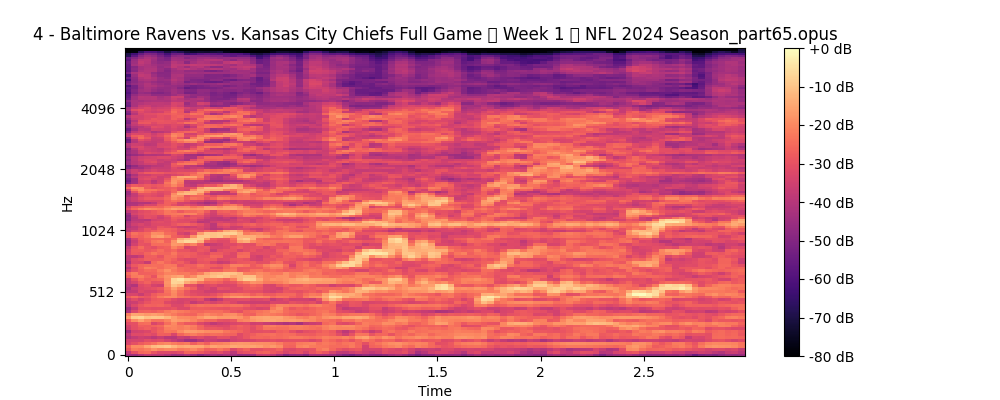 4 - Baltimore Ravens vs. Kansas City Chiefs Full Game ▯ Week 1 ▯ NFL 2024 Season_part65.opus
+0 dB
4096
-10 dB
-20 dB
2048
-30 dB
Hz
-40 dB
1024
-50 dB
512
-60 dB
-70 dB
0
-80 dB
0
0.5
1
1.5
2
2.5
Time